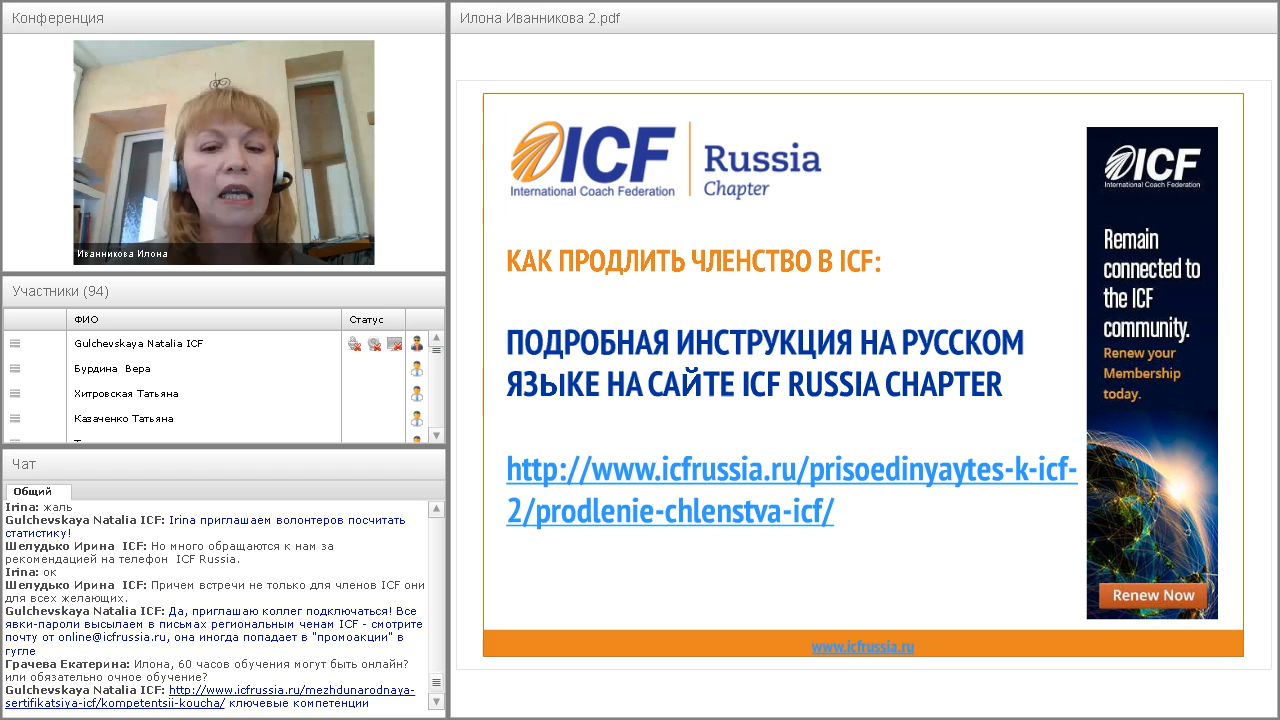 Конференция
Иванникова Илона
Участники (94)
ФИО
Статус
Gulchevskaya Natalia ICF
Бурдина Вера
Хитровская Татьяна
Казаченко Татьяна
Чат
Общий
Irina: жаль
Gulchevskaya Natalia ICF: Irina приглашаем волонтеров посчитать
статистику!
Шелудько Ирина ICF: Но много обращаются к нам за
рекомендацией на телефон ICF Russia.
Irina: ок
Шелудько Ирина ICF: Причем встречи не только для членов ICF они
для всех желающих.
Gulchevskaya Natalia ICF: Да, приглашаю коллег подключаться! Все
явки-пароли высылаем в письмах региональным ченам ICF - смотрите
почту от online@icfrussia.ru, она иногда попадает в "промоакции" в
гугле
Грачева Екатерина: Илона, 60 часов обучения могут быть онлайн?
или обязательно очное обучение?
Gulchevskaya Natalia ICF: http://www.icfrussia.ru/mezhdunarodnaya-
sertifikatsiya-icf/kompetentsii-koucha/ ключевые компетенции
Илона Иванникова 2.pdf
ICF
International Coach Federation
Russia
Chapter
КАК ПРОДЛИТЬ ЧЛЕНСТВО В ICF:
ПОДРОБНАЯ ИНСТРУКЦИЯ НА РУССКОМ
ЯЗЫКЕ НА САЙТЕ ICF RUSSIA CHAPTER
http://www.icfrussia.ru/prisoedinyaytes-k-icf-
2/prodlenie-chlenstva-icf/
www.icfrussia.ru
ICF
International Coach Federation
Remain
connected to
the ICF
community.
Renew your
Membership
today.
Renew Now